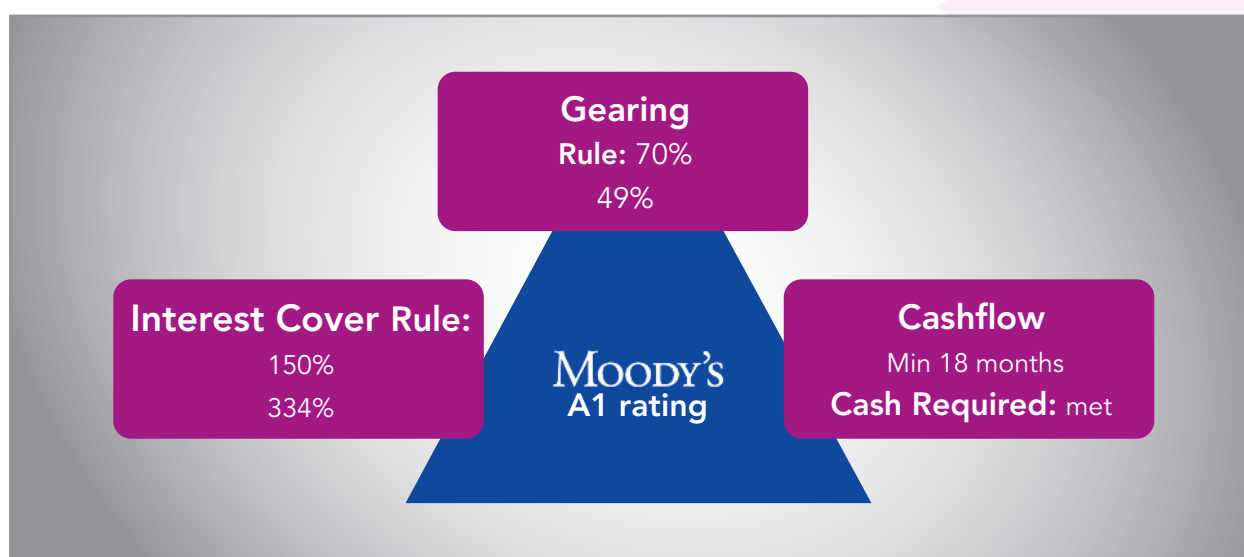 Gearing
Rule: 70%
49%
Interest Cover Rule:
150%
334%
Cashflow
Min 18 months
Cash Required: met
MOODY'S
A1 rating